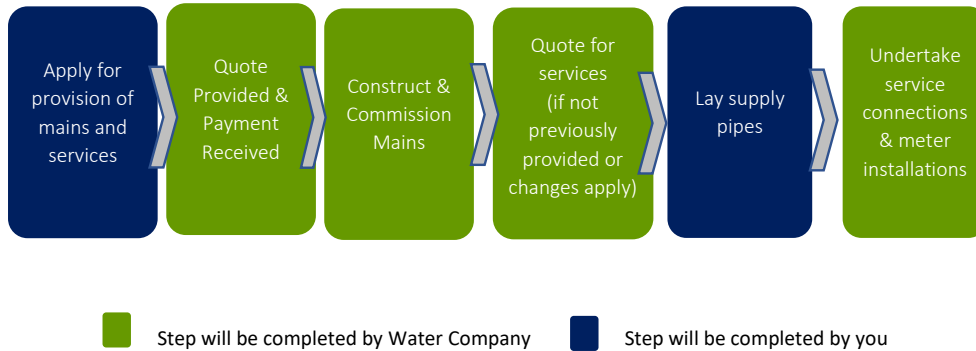 Apply for
provision of
mains and
services
Quote
Provided &
Payment
Received
Construct &
Commission
Mains
Quote for
services
(if not
previously
provided or
changes apply)
Lay supply
pipes
Undertake
service
connections
& meter
installations
Step will be completed by Water Company
Step will be completed by you